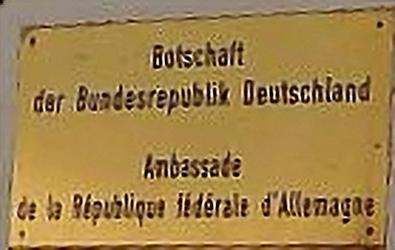 Botschaft
der Bundesrepublik Deutschland
Ambassade
de la République fédérale d'Allemagne